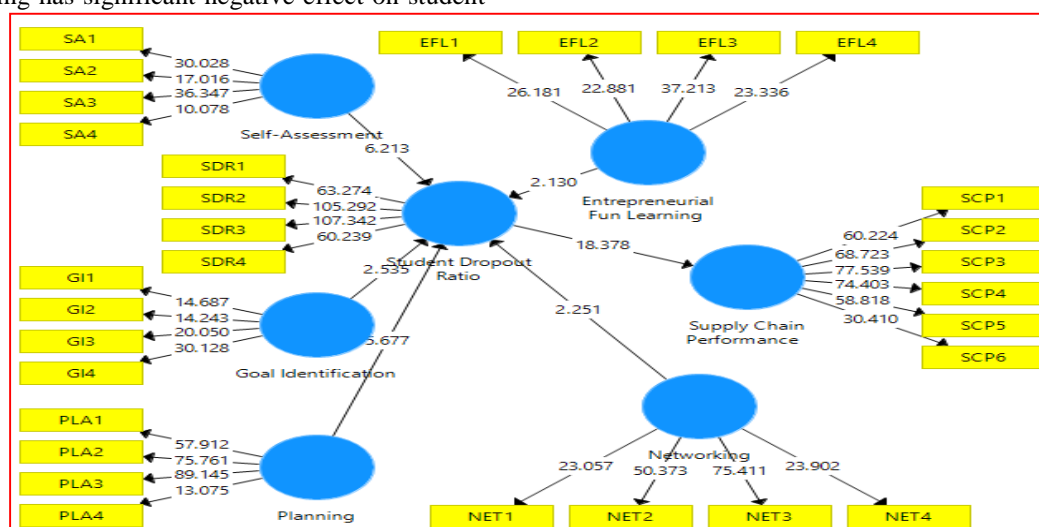 ing has significant negative effect on student
SA1
SA2
SA3
SA4
30.028
17.016
36.347
10.078
Self-Assessment
6.213
EFL1
EFL2
EFL3
EFL4
26.181
22.881
37.213
23.336
Entrepreneurial
Fun Learning
2.130
SDR1
SDR2
SDR3
SDR4
63.274
105.292
107.342
60.239
Student Dropout
Ratio
18.378
SCP1
SCP2
SCP3
SCP4
SCP5
SCP6
60.224
68.723
77.539
74.403
58.818
30.410
Supply Chain
Performance
GI1
GI2
GI3
GI4
14.687
14.243
20.050
30.128
Goal Identification
2.535
2.251
5.677
PLA1
PLA2
PLA3
PLA4
57.912
75.761
89.145
13.075
Planning
Networking
23.057
50.373
75.411
23.902
NET1
NET2
NET3
NET4